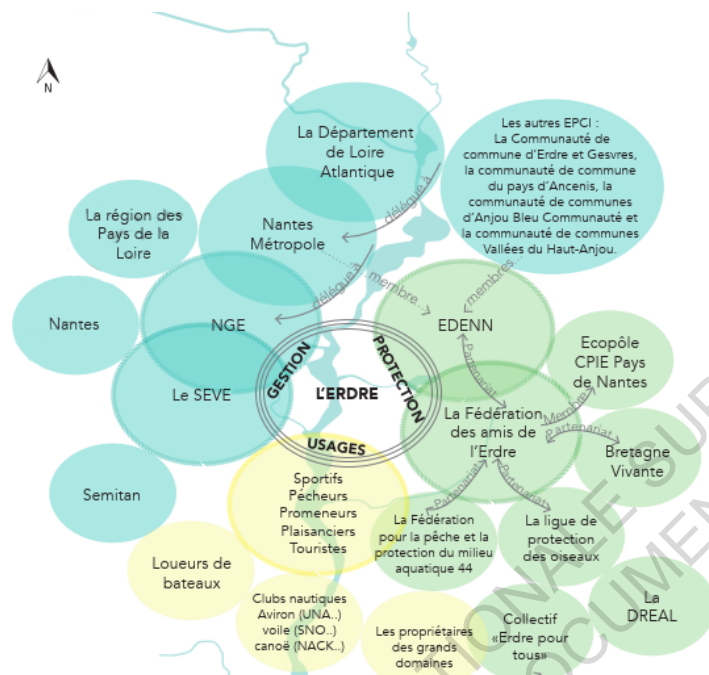 N
La Département
de Loire
Atlantique
Les autres EPCI :
La Communauté de
commune d'Erdre et Gesvres,
la communauté de commune
du pays d'Ancenis, la
communauté de communes
d'Anjou Bleu Communauté et
la communauté de communes
Vallées du Haut-Anjou.
délégue à
La région des
Pays de la
Loire
Nantes
Métropole
délégue à
membre...
membres...
Nantes
NGE
EDENN
Ecopôle
CPIE Pays
de Nantes
GESTION
PROTECTION
L'ERDRE
USAGES
Partenariat
Le SEVE
La Fédération
des amis de
l'Erdre
Membre
Partenariat
Bretagne
Vivante
Semitan
Sportifs
Pécheurs
Promeneurs
Plaisanciers
Touristes
Partenariat
Partenariat
La Fédération
pour la pêche et la
protection du milieu
aquatique 44
La ligue de
protection
des oiseaux
Loueurs de
bateaux
Clubs nautiques
Aviron (UNA..)
voile (SNO..)
canoë (NACK..)
Les propriétaires
des grands
domaines
Collectif
«Erdre pour
tous»
La
DREAL
TIONALE SUP
DOCUMEN